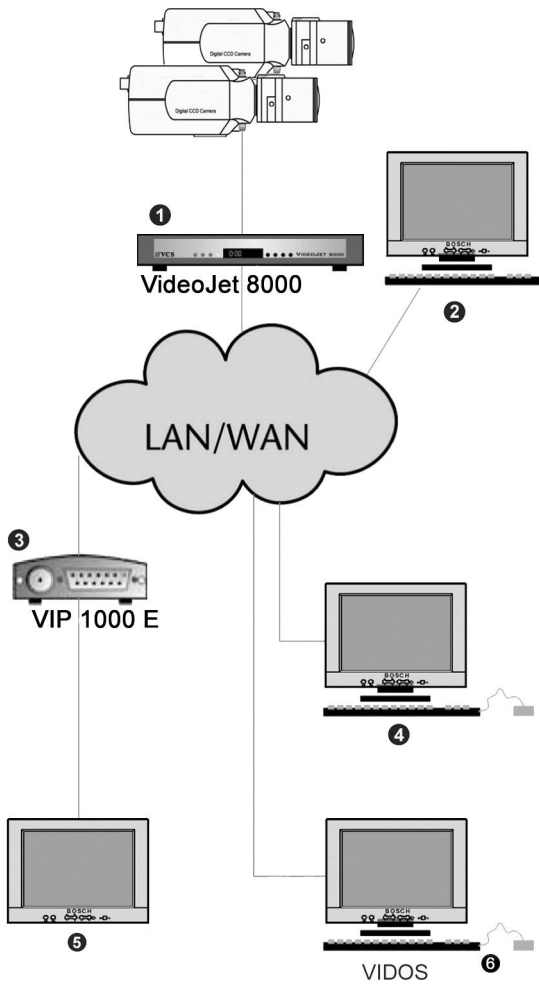 Digital CCD Camera
Digital CCD Camera
1
VCS 0:00 VIDEOJET 8000
VideoJet 8000
BOSCH
2
LAN/WAN
3
VIP 1000 E
BOSCH
4
BOSCH
5
BOSCH
6
VIDOS